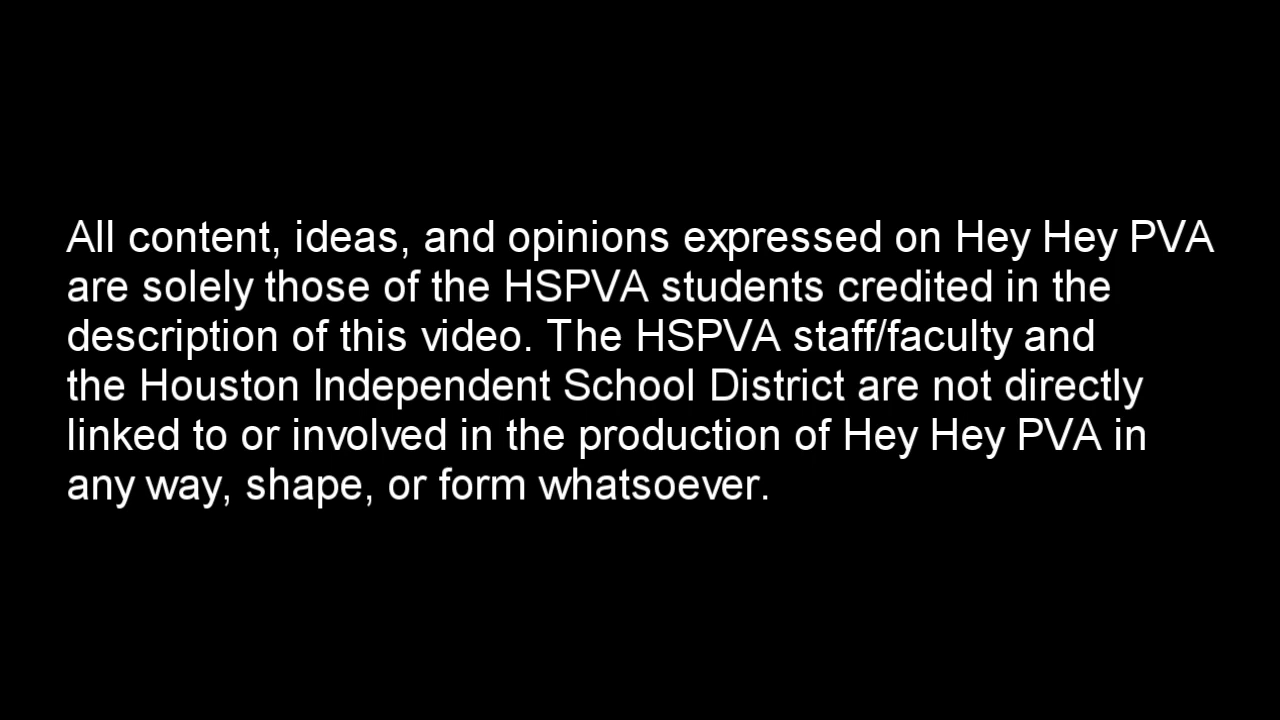 All content, ideas, and opinions expressed on Hey Hey PVA
are solely those of the HSPVA students credited in the
description of this video. The HSPVA staff/faculty and
the Houston Independent School District are not directly
linked to or involved in the production of Hey Hey PVA in
any way, shape, or form whatsoever.